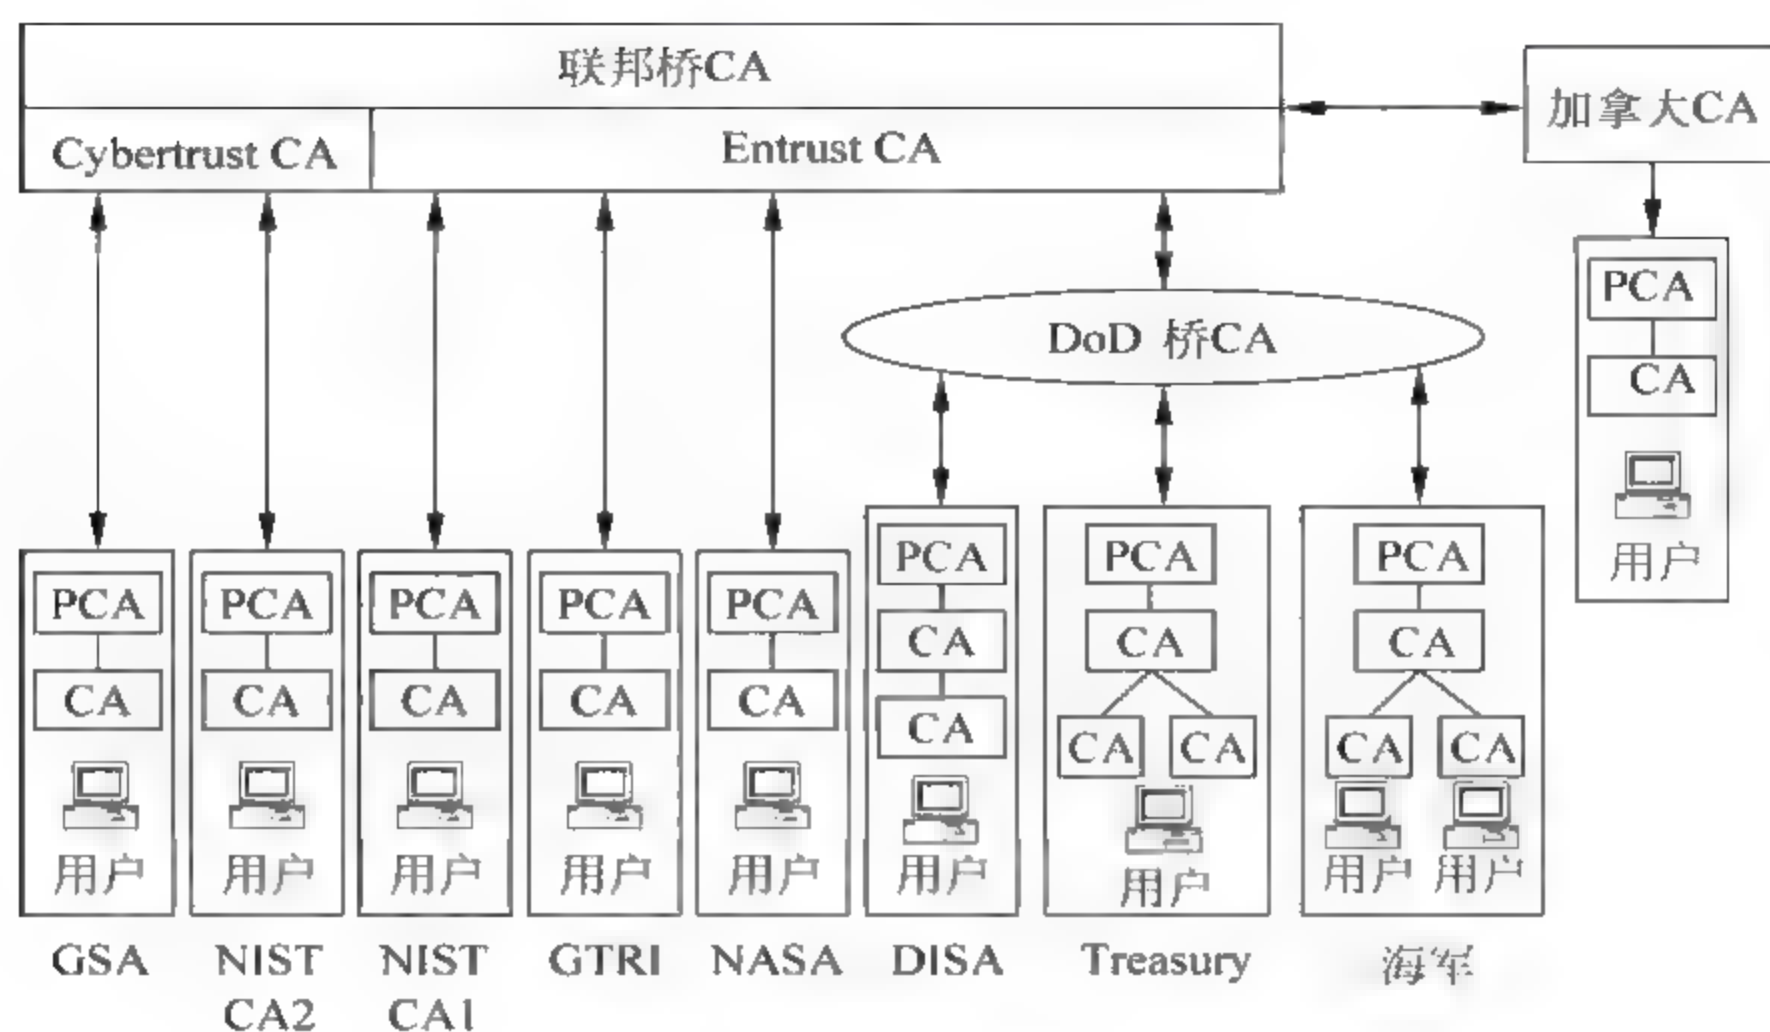 联邦桥CA
加拿大CA
Cybertrust CA
Entrust CA
PCA
CA
用户
DoD 桥CA
PCA
CA
用户
PCA
CA
用户
PCA
CA
用户
PCA
CA
用户
PCA
CA
用户
PCA
CA
CA
用户
PCA
CA
CA CA
用户
PCA
CA
CA CA
用户 用户
GSA
NIST
CA2
NIST
CA1
GTRI
NASA
DISA
Treasury
海军